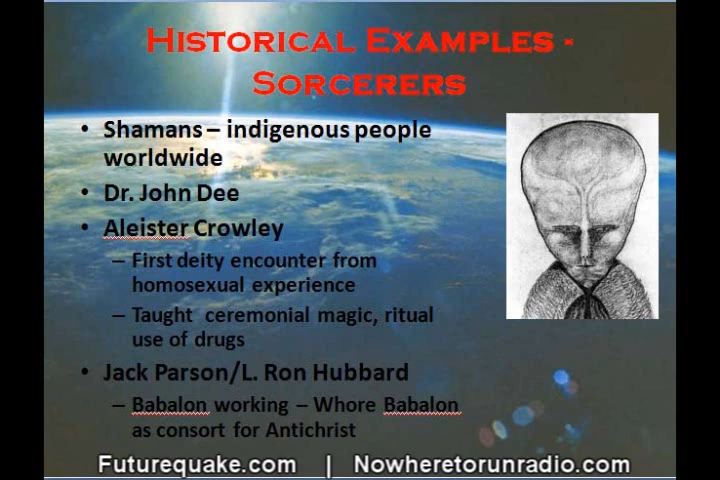 HISTORICAL EXAMPLES -
SORCERERS
• Shamans – indigenous people
worldwide
• Dr. John Dee
• Aleister Crowley
– First deity encounter from
homosexual experience
– Taught ceremonial magic, ritual
use of drugs
• Jack Parson/L. Ron Hubbard
– Babalon working – Whore Babalon
as consort for Antichrist
Futurequake.com | Nowheretorunradio.com